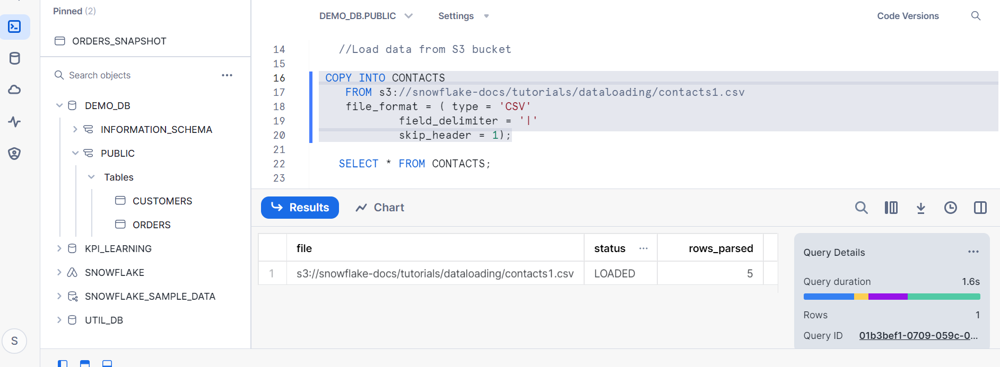 Pinned (2)
ORDERS_SNAPSHOT
Search objects
DEMO_DB
INFORMATION_SCHEMA
PUBLIC
Tables
CUSTOMERS
ORDERS
KPI_LEARNING
SNOWFLAKE
SNOWFLAKE_SAMPLE_DATA
UTIL_DB
S
DEMO_DB.PUBLIC Settings Code Versions
14 //Load data from S3 bucket
15
16 COPY INTO CONTACTS
17 FROM s3://snowflake-docs/tutorials/dataloading/contacts1.csv
18 file_format = ( type = 'CSV'
19 field_delimiter = '|'
20 skip_header = 1);
21
22 SELECT * FROM CONTACTS;
23
Results Chart
file status ... rows_parsed
1 s3://snowflake-docs/tutorials/dataloading/contacts1.csv LOADED 5
Query Details
Query duration 1.6s
Rows 1
Query ID 01b3bef1-0709-059c-0...